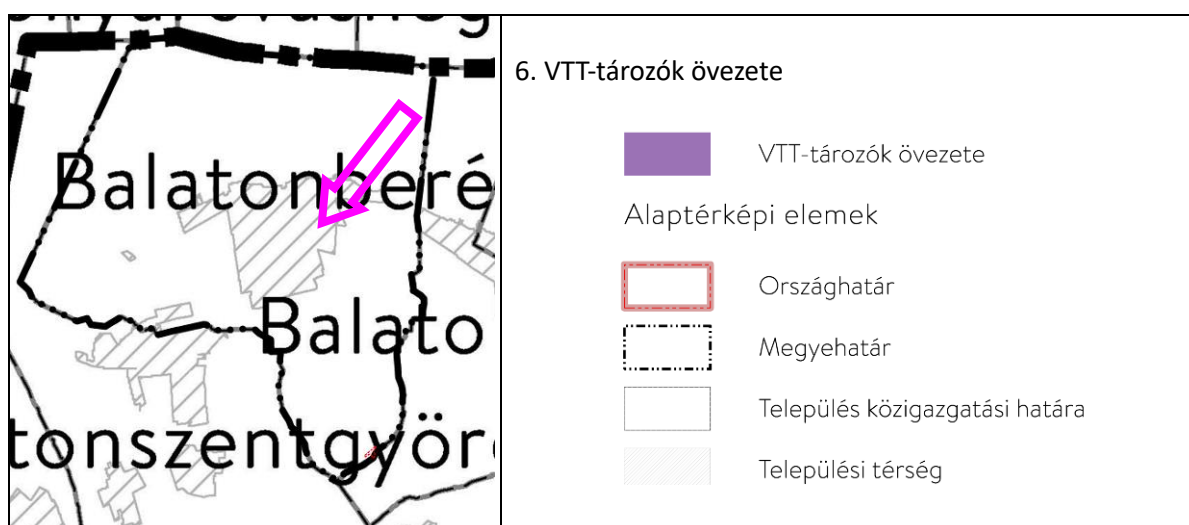 Balatonberé
Balato
tonszentgyör
6. VTT-tározók övezete
VTT-tározók övezete
Alaptérképi elemek
Országhatár
Megyehatár
Település közigazgatási határa
Települési térség